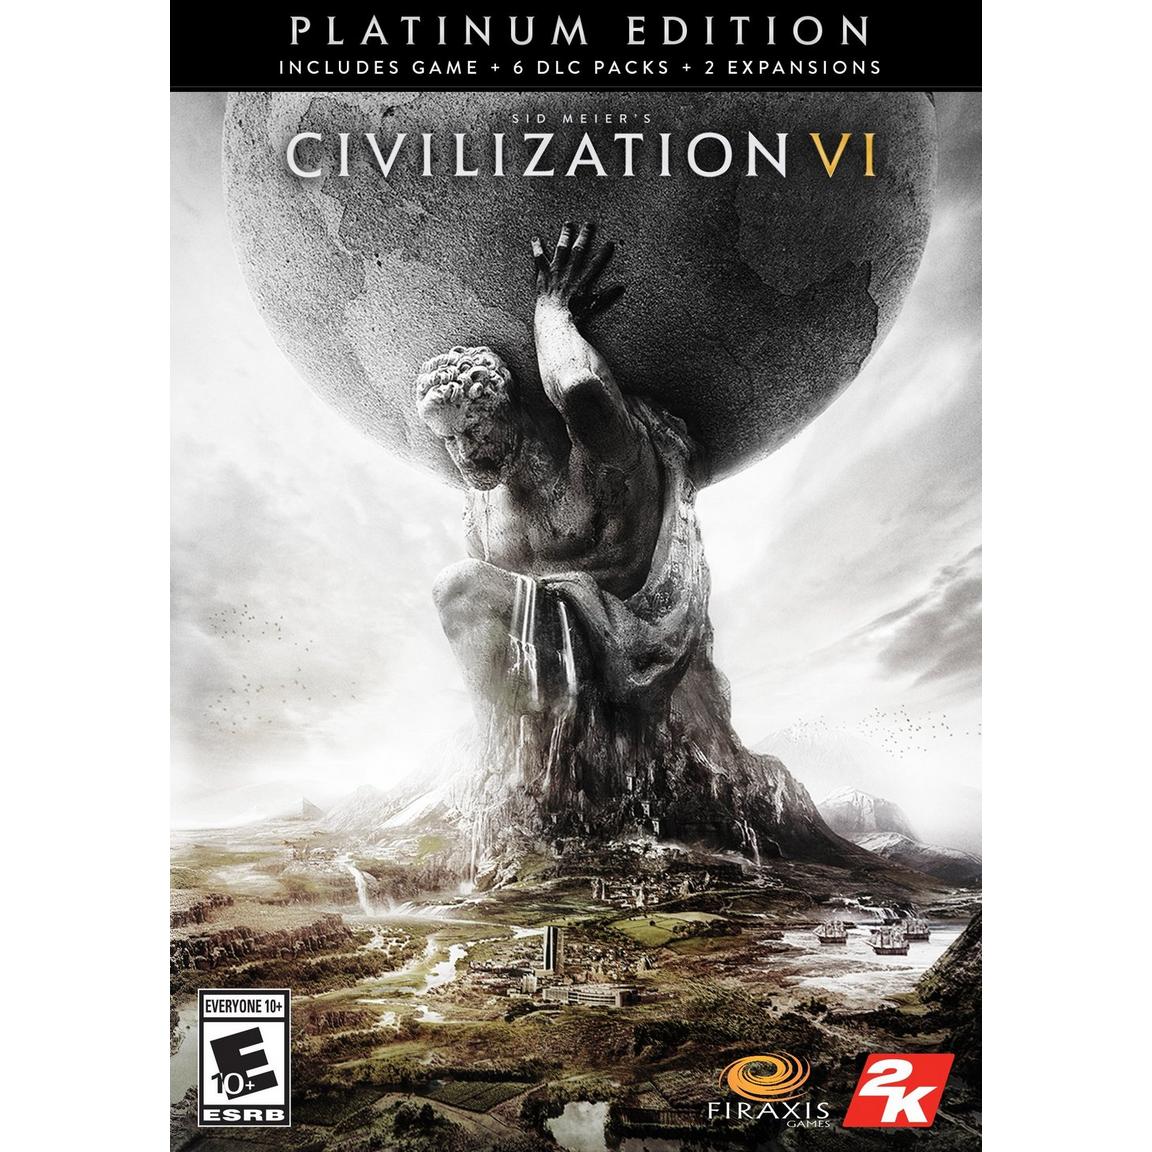 PLATINUM EDITION
INCLUDES GAME + 6 DLC PACKS + 2 EXPANSIONS
SID MEIER'S
CIVILIZATION VI
EVERYONE 10+
E
10+
ESRB
FIRAXIS
GAMES
2K